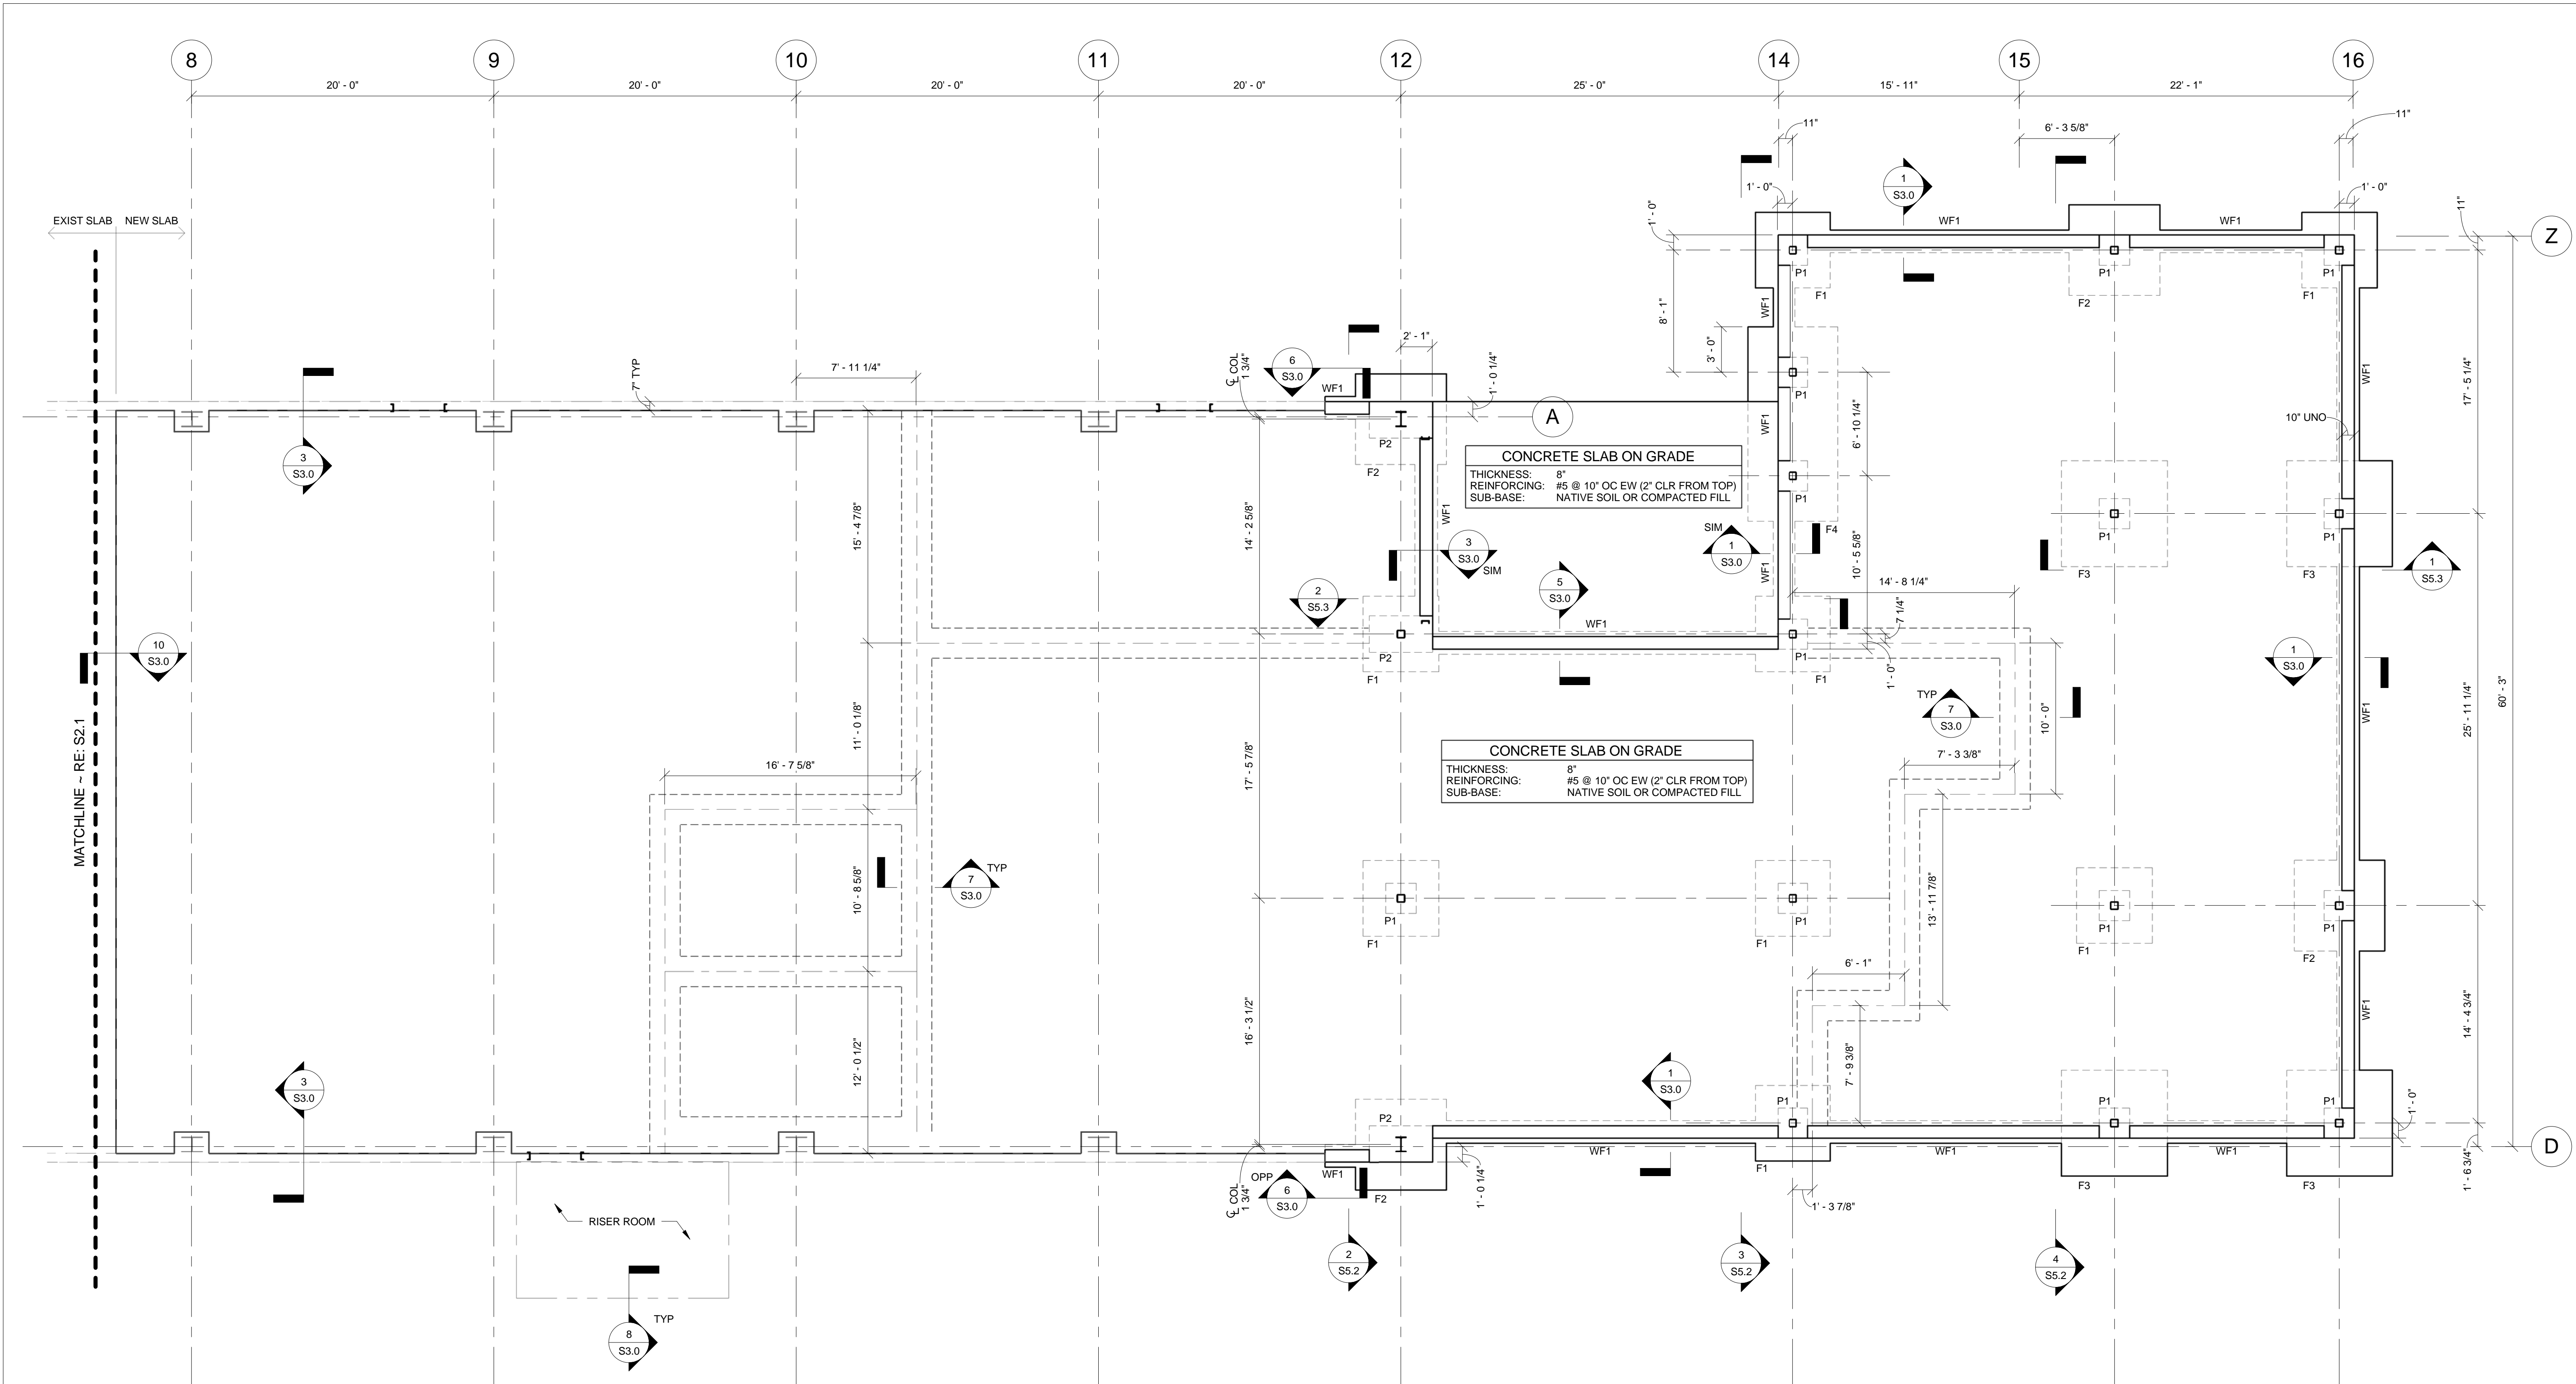 8
9
10
11
12
14
15
16
20' - 0"
20' - 0"
20' - 0"
20' - 0"
25' - 0"
15' - 11"
22' - 1"
11"
6' - 3 5/8"
11"
1' - 0"
1
S3.0
1' - 0"
EXIST SLAB
NEW SLAB
WF1
WF1
1' - 0"
11"
Z
P1
P1
P1
F1
F2
F1
8' - 1"
WF1
3' - 0"
2' - 1"
6
S3.0
7" TYP
7' - 11 1/4"
℄ COL
1 3/4"
WF1
1' - 0 1/4"
A
P1
WF1
17' - 5 1/4"
WF1
10" UNO
6' - 10 1/4"
P2
F2
CONCRETE SLAB ON GRADE
THICKNESS: 8"
REINFORCING: #5 @ 10" OC EW (2" CLR FROM TOP)
SUB-BASE: NATIVE SOIL OR COMPACTED FILL
3
S3.0
P1
WF1
15' - 4 7/8"
14' - 2 5/8"
3
S3.0
SIM
SIM
1
S3.0
F4
P1
P1
F3
F3
10' - 5 5/8"
WF1
1
S5.3
2
S5.3
5
S3.0
14' - 8 1/4"
7 1/4"
WF1
10
S3.0
P2
F1
P1
F1
1' - 0"
1
S3.0
TYP
7
S3.0
10' - 0"
WF1
25' - 11 1/4"
60' - 3"
MATCHLINE ~ RE: S2.1
11' - 0 1/8"
16' - 7 5/8"
17' - 5 7/8"
CONCRETE SLAB ON GRADE
THICKNESS: 8"
REINFORCING: #5 @ 10" OC EW (2" CLR FROM TOP)
SUB-BASE: NATIVE SOIL OR COMPACTED FILL
7' - 3 3/8"
TYP
7
S3.0
10' - 8 5/8"
13' - 11 7/8"
P1
F1
P1
F1
P1
F1
P1
F2
6' - 1"
12' - 0 1/2"
16' - 3 1/2"
7' - 9 3/8"
14' - 4 3/4"
WF1
3
S3.0
1
S3.0
P2
P1
P1
P1
1' - 0"
D
1' - 6 3/4"
℄ COL
1 3/4"
OPP
6
S3.0
WF1
F2
1' - 0 1/4"
WF1
F1
WF1
F3
WF1
F3
1' - 3 7/8"
RISER ROOM
2
S5.2
3
S5.2
4
S5.2
TYP
8
S3.0